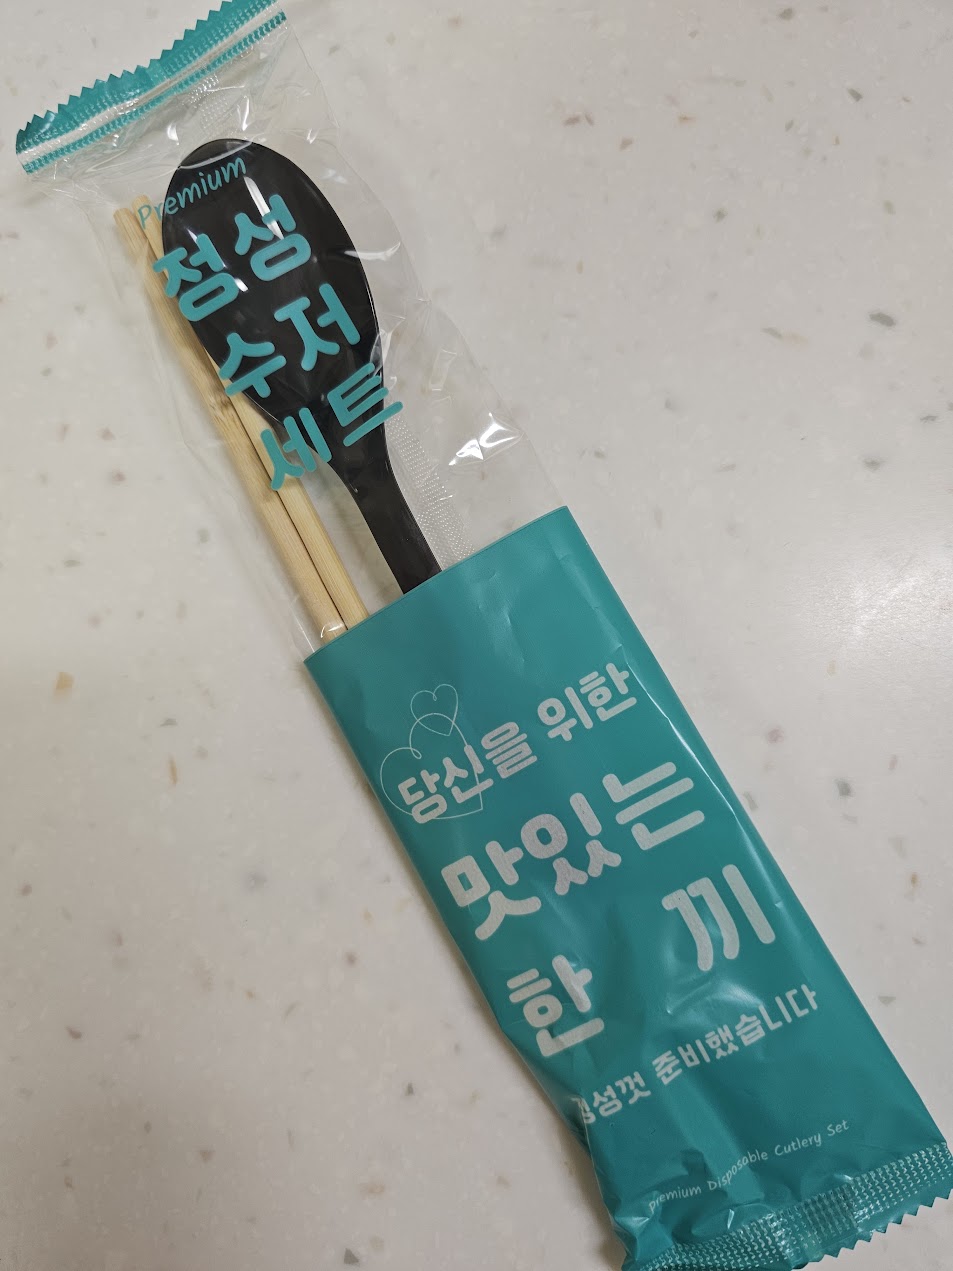 Premium
정성
수저
세트
당신을 위한
맛있는
한 끼
정성껏 준비했습니다
premium Disposable Cutlery Set